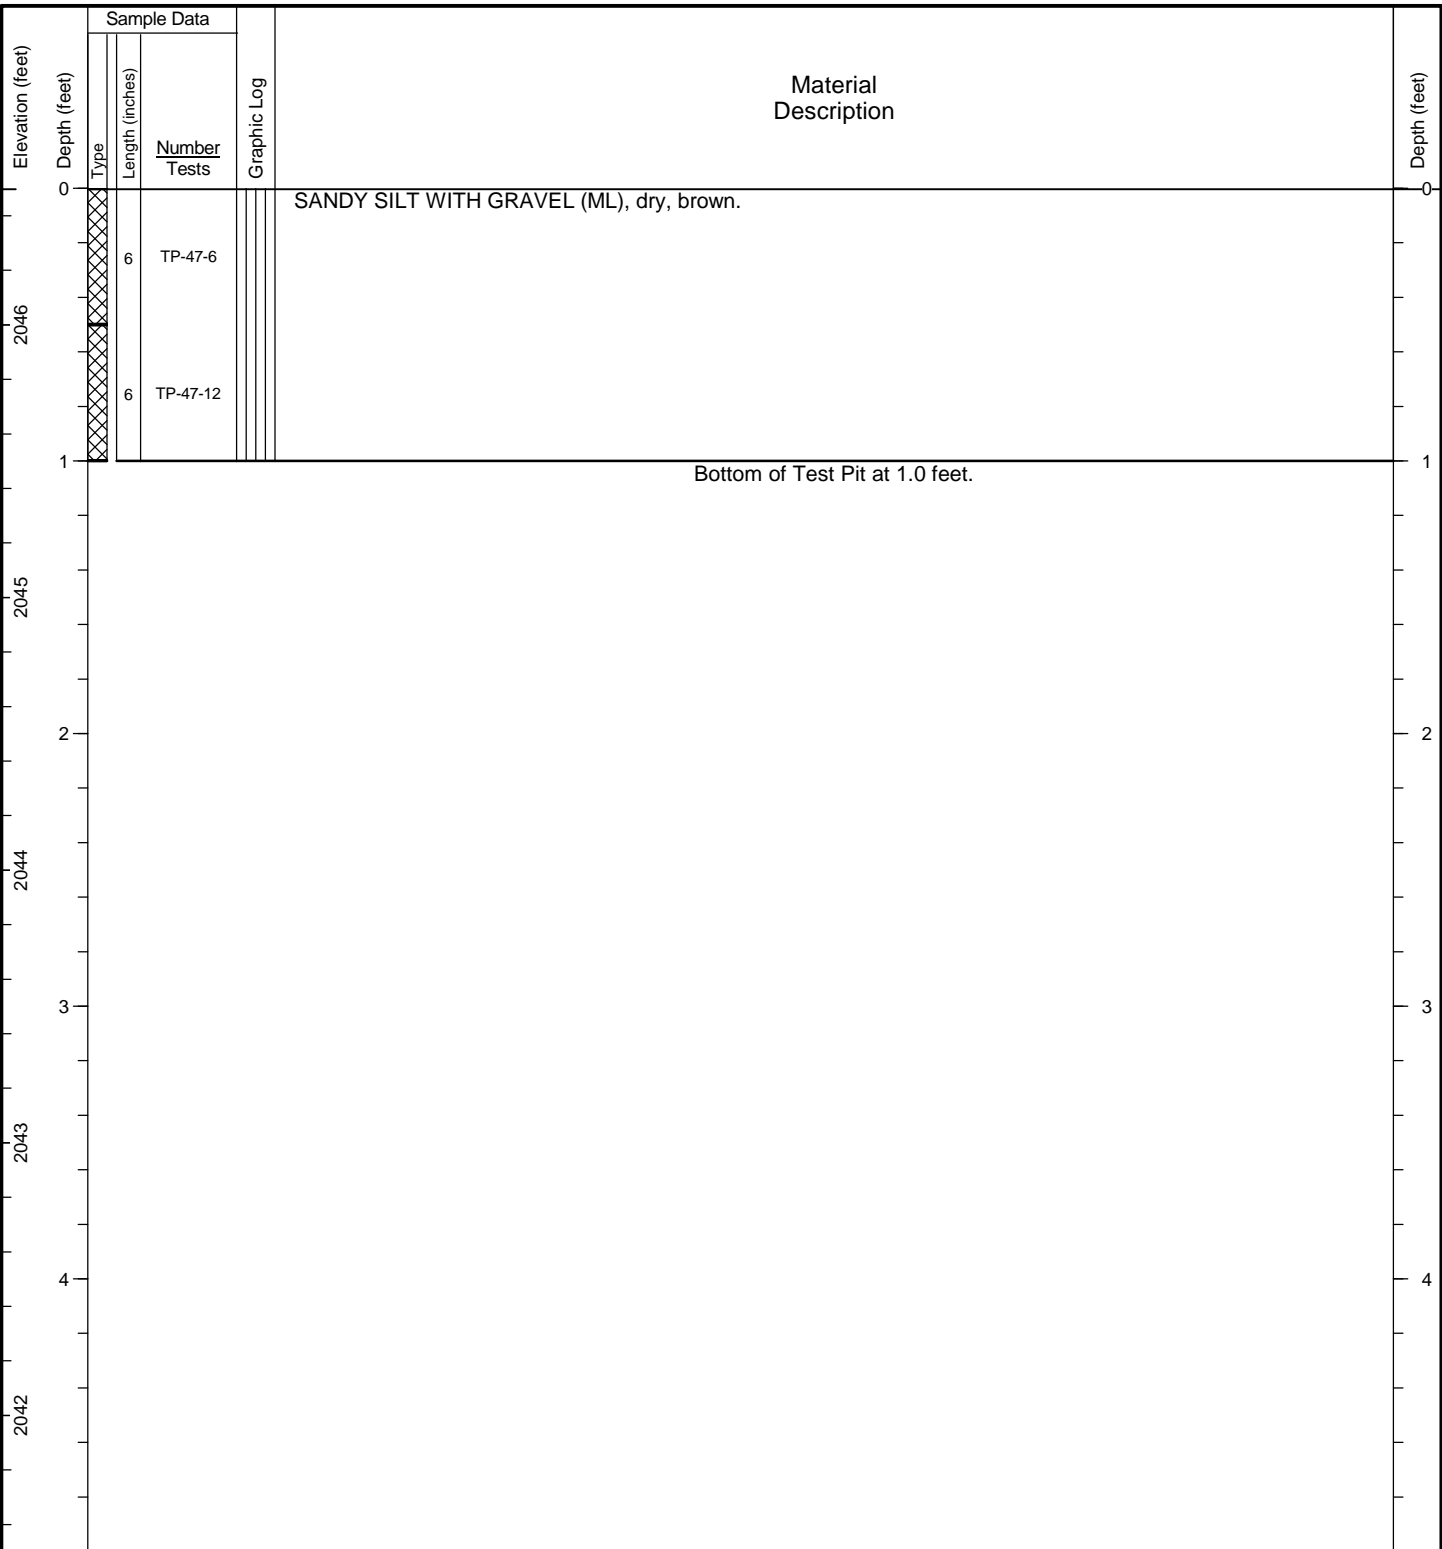 Sample Data
Elevation (feet)
Depth (feet)
Type
Length (inches)
Number
Tests
Graphic Log
Material
Description
Depth (feet)
0
SANDY SILT WITH GRAVEL (ML), dry, brown.
0
6
TP-47-6
2046
6
TP-47-12
1
1
Bottom of Test Pit at 1.0 feet.
2045
2
2
2044
3
3
2043
4
4
2042